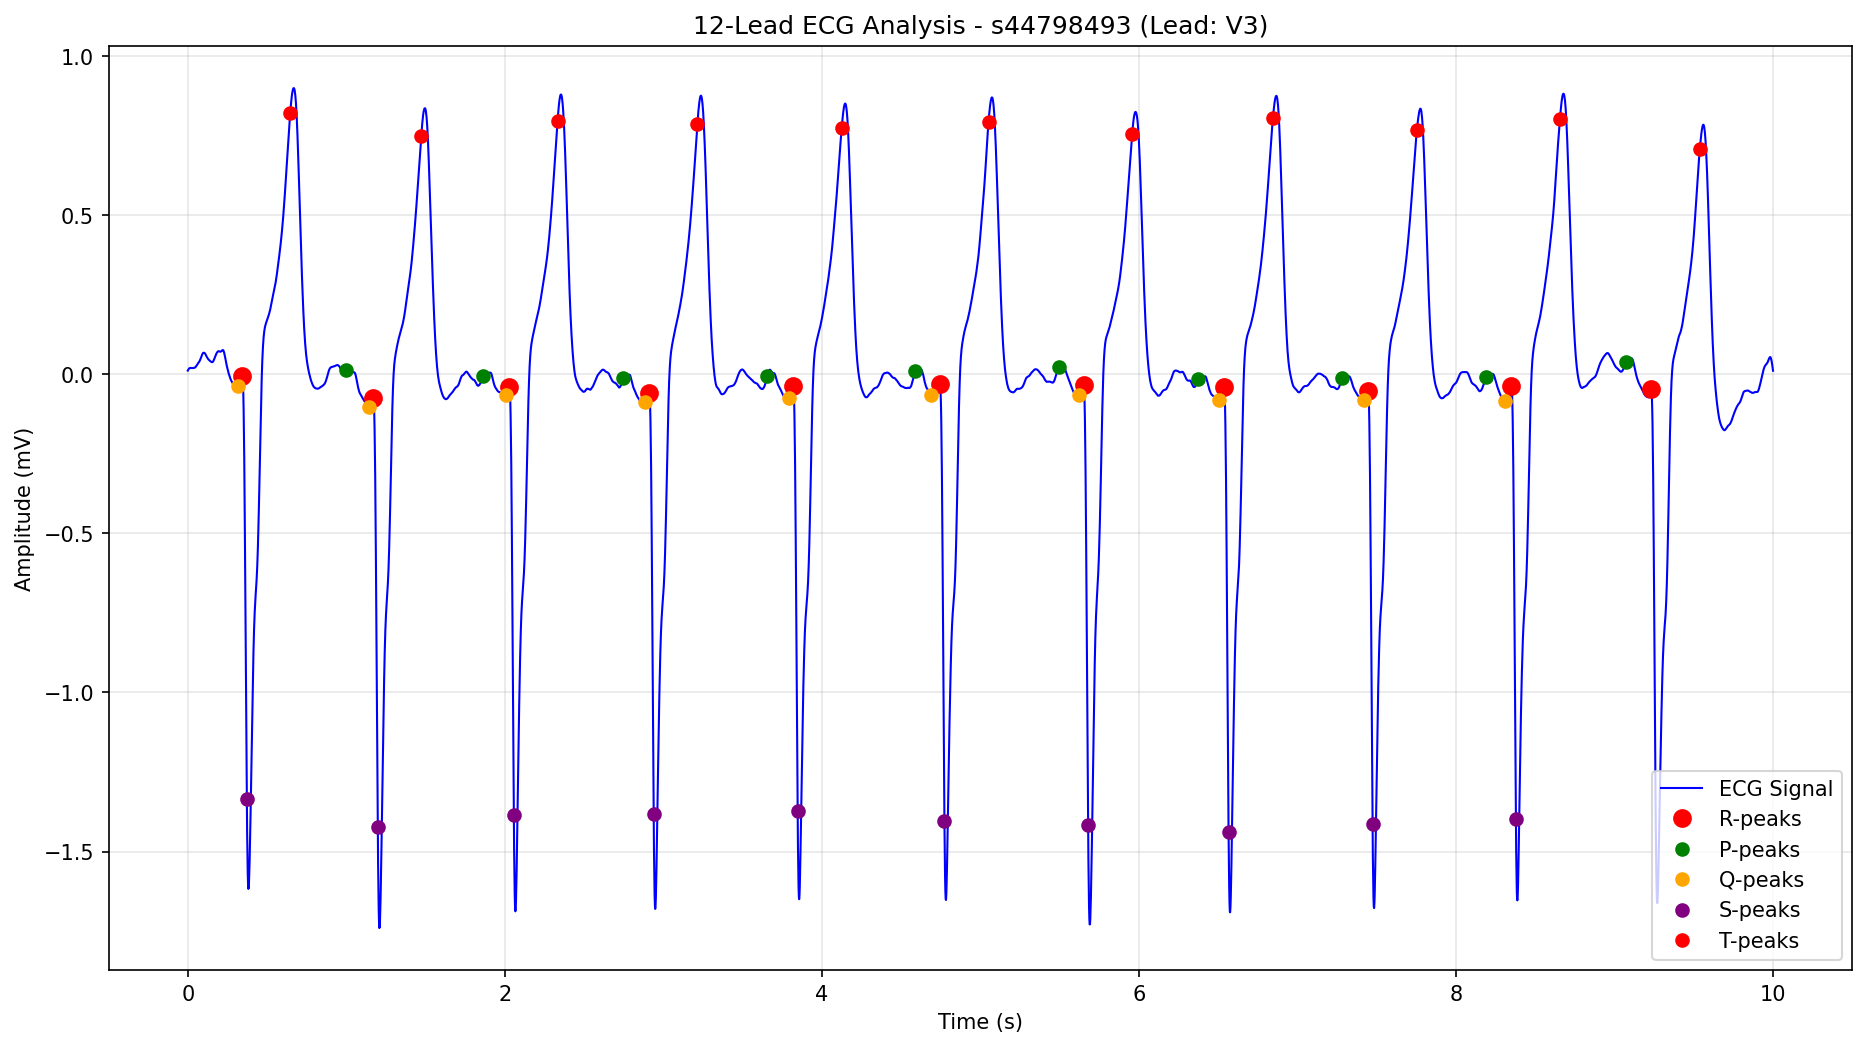 12-Lead ECG Analysis - s44798493 (Lead: V3)
Amplitude (mV)
1.0
0.5
0.0
−0.5
−1.0
−1.5
0 2 4 6 8 10
Time (s)
ECG Signal
R-peaks
P-peaks
Q-peaks
S-peaks
T-peaks